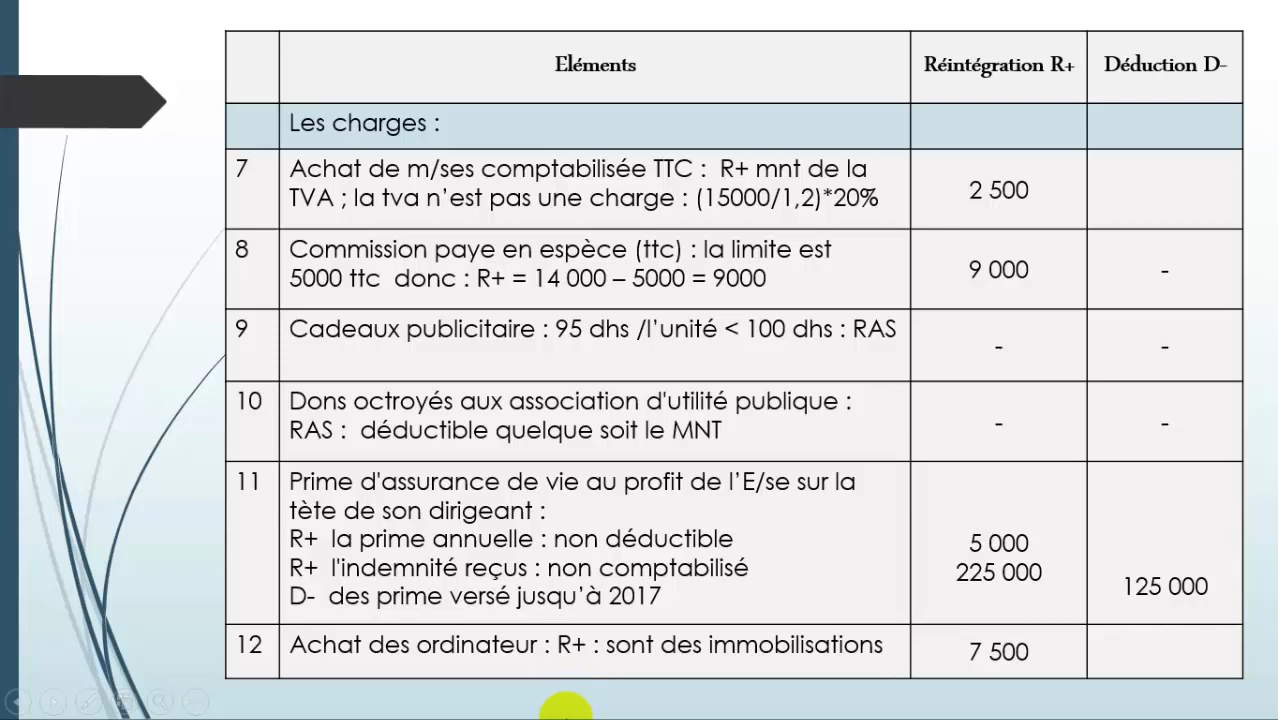 Eléments
Réintégration R+
Déduction D-
Les charges :
7
Achat de m/ses comptabilisée TTC : R+ mnt de la
TVA ; la tva n’est pas une charge : (15000/1,2)*20%
2 500
8
Commission paye en espèce (ttc) : la limite est
5000 ttc donc : R+ = 14 000 – 5000 = 9000
9 000
-
9
Cadeaux publicitaire : 95 dhs /l’unité < 100 dhs : RAS
-
-
10
Dons octroyés aux association d'utilité publique :
RAS : déductible quelque soit le MNT
-
-
11
Prime d'assurance de vie au profit de l’E/se sur la
tète de son dirigeant :
R+ la prime annuelle : non déductible
R+ l'indemnité reçus : non comptabilisé
D- des prime versé jusqu’à 2017
5 000
225 000
125 000
12
Achat des ordinateur : R+ : sont des immobilisations
7 500